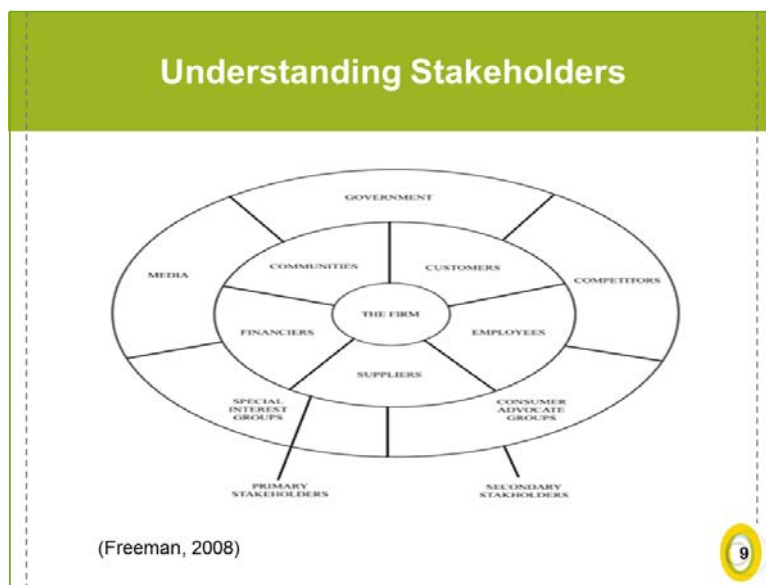 Understanding Stakeholders
GOVERNMENT
MEDIA
COMMUNITIES
CUSTOMERS
COMPETITORS
THE FIRM
FINANCIERS
EMPLOYEES
SUPPLIERS
SPECIAL
INTEREST
GROUPS
CONSUMER
ADVOCATE
GROUPS
PRIMARY
STAKEHOLDERS
SECONDARY
STAKHOLDERS
(Freeman, 2008)
9